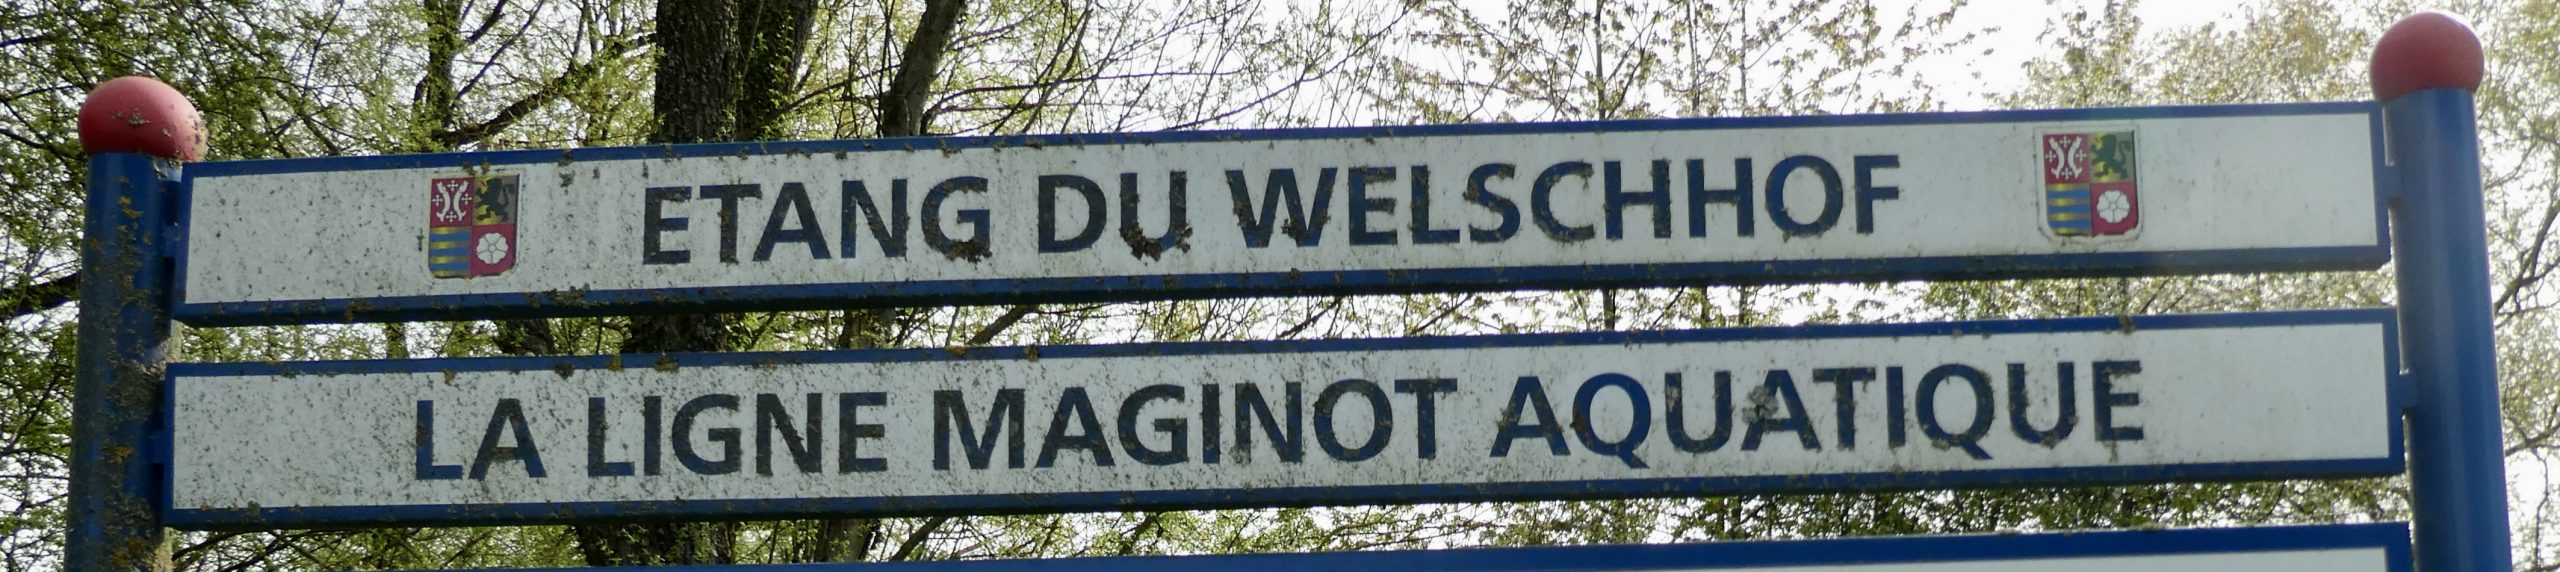 ETANG DU WELSCHHOF
LA LIGNE MAGINOT AQUATIQUE